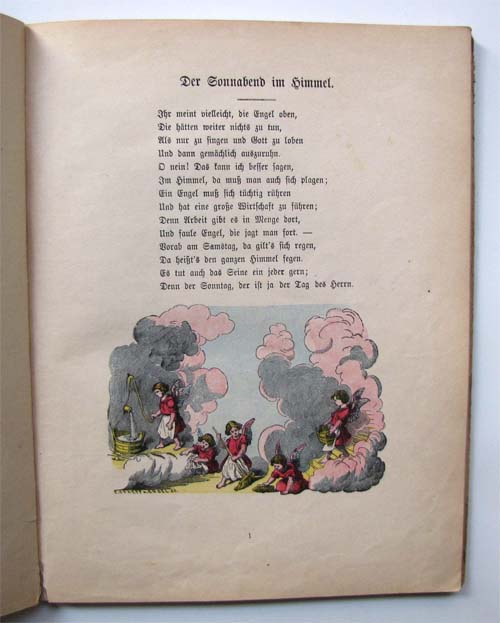 Der Sonnabend im Himmel.
Ihr meint vielleicht, die Engel oben,
Die hätten weiter nichts zu tun,
Als nur zu singen und Gott zu loben
Und dann gemächlich auszuruhn.
O nein! Das kann ich besser sagen,
Im Himmel, da muß man auch sich plagen;
Ein Engel muß sich tüchtig rühren
Und hat eine große Wirtschaft zu führen;
Denn Arbeit gibt es in Menge dort,
Und faule Engel, die jagt man fort. —
Vorab am Samstag, da gilt's sich regen,
Da heißt's den ganzen Himmel fegen.
Es tut auch das Seine ein jeder gern;
Denn der Sonntag, der ist ja der Tag des Herrn.
1